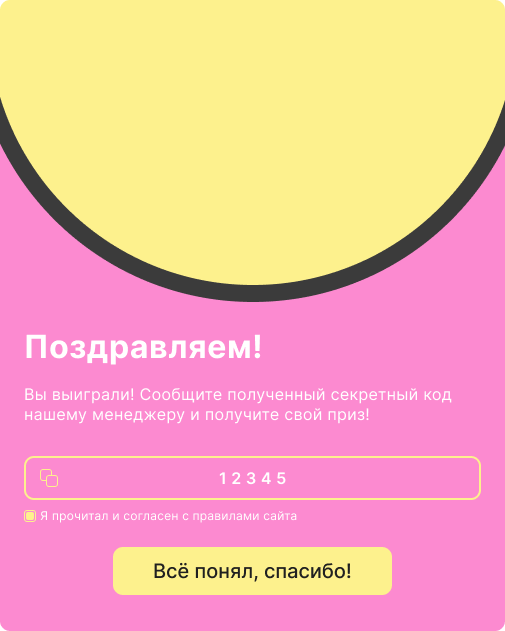 Поздравляем!
Вы выиграли! Сообщите полученный секретный код
нашему менеджеру и получите свой приз!
12345
Я прочитал и согласен с правилами сайта
Всё понял, спасибо!